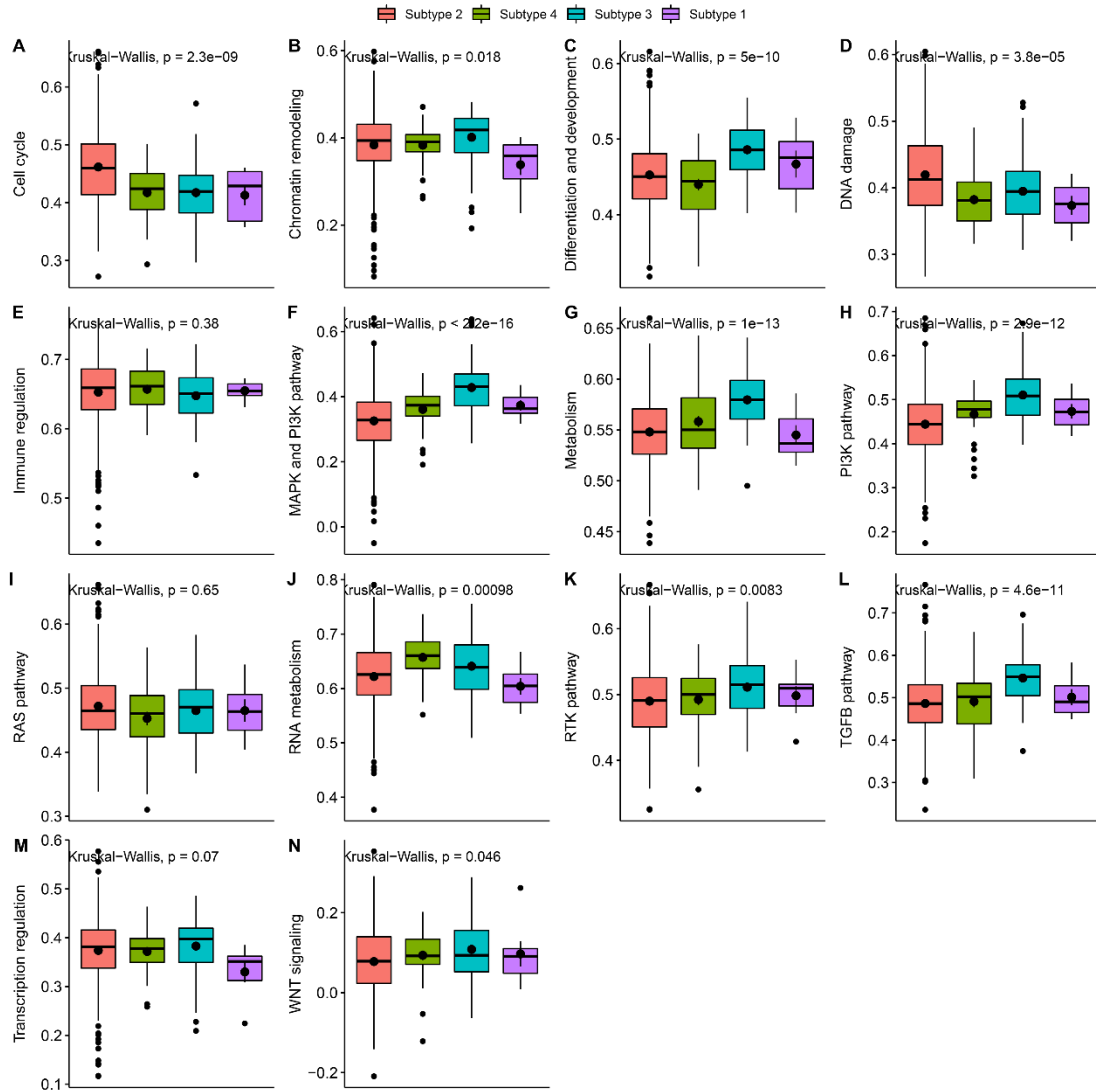 Subtype 2 Subtype 4 Subtype 3 Subtype 1
A B C D
Kruskal−Wallis, p = 2.3e−09
Kruskal−Wallis, p = 0.018
Kruskal−Wallis, p = 5e−10
Kruskal−Wallis, p = 3.8e−05
Cell cycle
0.6
0.5
0.4
0.3
Chromatin remodeling
0.6
0.4
0.2
Differentiation and development
0.6
0.5
0.4
DNA damage
0.6
0.5
0.4
0.3
E F G H
Kruskal−Wallis, p = 0.38
Kruskal−Wallis, p < 2.2e−16
Kruskal−Wallis, p = 1e−13
Kruskal−Wallis, p = 2.9e−12
Immune regulation
0.7
0.6
0.5
MAPK and PI3K pathway
0.6
0.4
0.2
0.0
Metabolism
0.65
0.60
0.55
0.50
0.45
PI3K pathway
0.7
0.6
0.5
0.4
0.3
0.2
I J K L
Kruskal−Wallis, p = 0.65
Kruskal−Wallis, p = 0.00098
Kruskal−Wallis, p = 0.0083
Kruskal−Wallis, p = 4.6e−11
RAS pathway
0.6
0.5
0.4
0.3
RNA metabolism
0.8
0.7
0.6
0.5
0.4
RTK pathway
0.6
0.5
0.4
TGFB pathway
0.7
0.6
0.5
0.4
0.3
M N
Kruskal−Wallis, p = 0.07
Kruskal−Wallis, p = 0.046
Transcription regulation
0.6
0.5
0.4
0.3
0.2
0.1
WNT signaling
0.2
0.0
−0.2